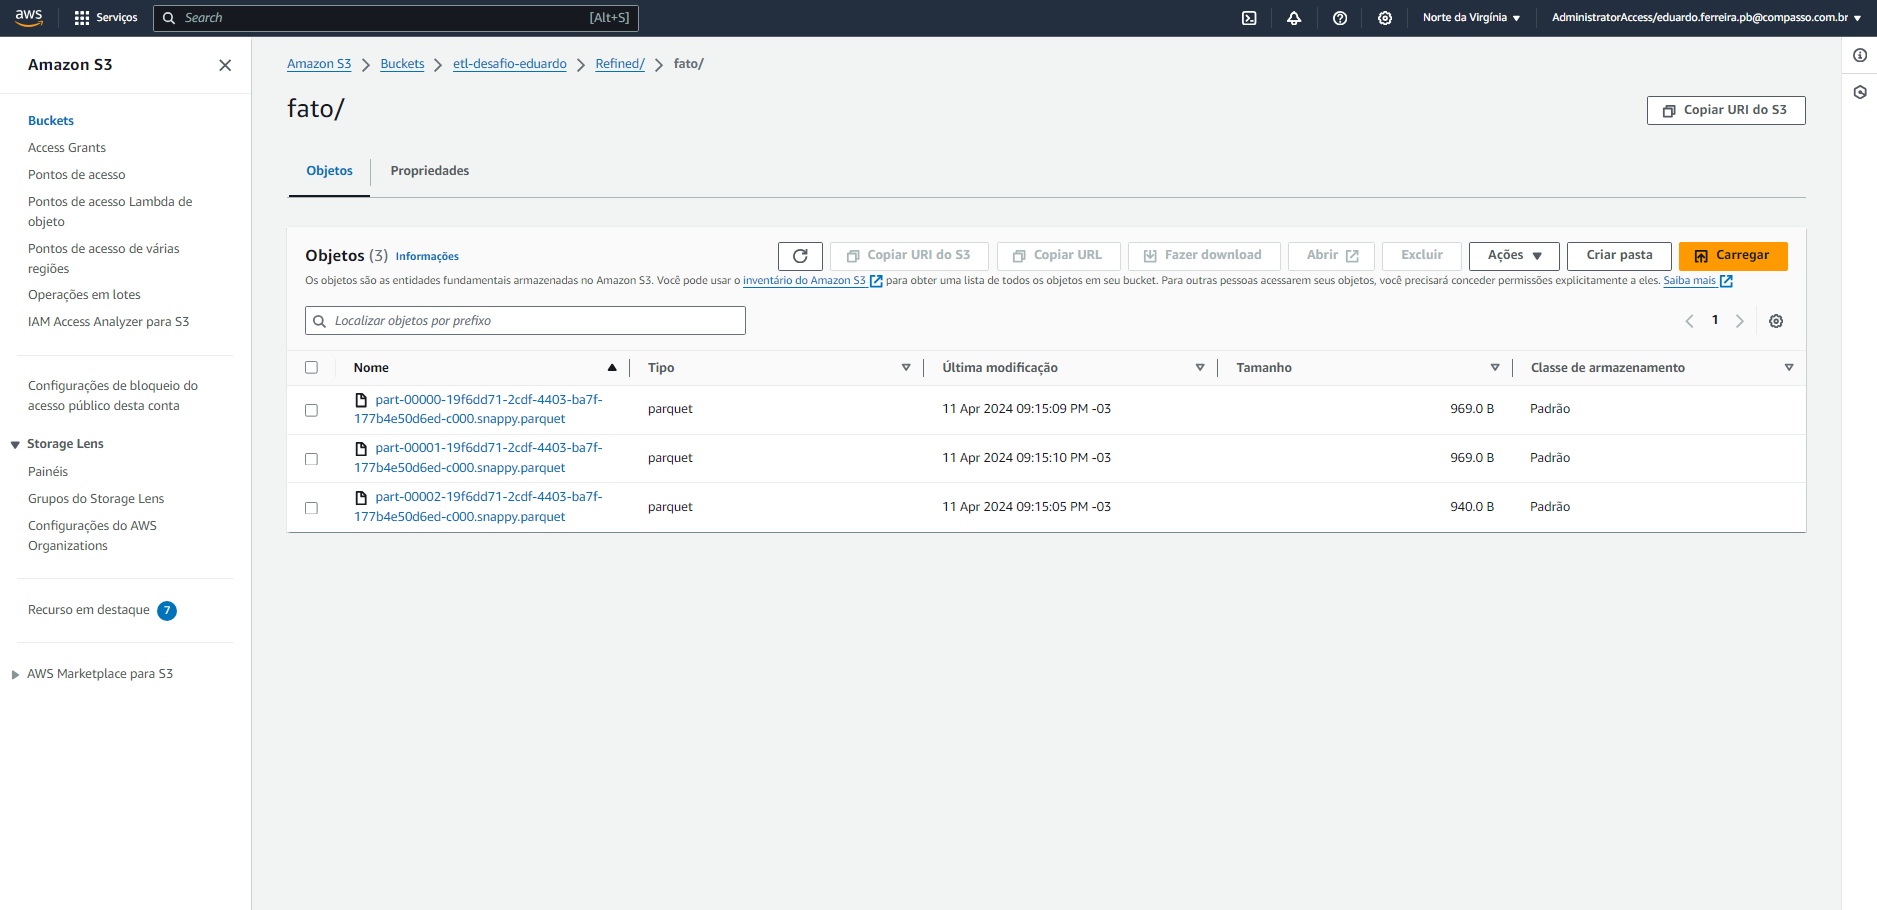 aws
Serviços
Search
[Alt+S]
Norte da Virgínia
AdministratorAccess/eduardo.ferreira.pb@compasso.com.br
Amazon S3
Buckets
Access Grants
Pontos de acesso
Pontos de acesso Lambda de
objeto
Pontos de acesso de várias
regiões
Operações em lotes
IAM Access Analyzer para S3
Configurações de bloqueio do
acesso público desta conta
Storage Lens
Painéis
Grupos do Storage Lens
Configurações do AWS
Organizations
Recurso em destaque 7
AWS Marketplace para S3
Amazon S3 > Buckets > etl-desafio-eduardo > Refined/ > fato/
fato/
Copiar URI do S3
Objetos
Propriedades
Objetos (3) Informações
Copiar URI do S3
Copiar URL
Fazer download
Abrir
Excluir
Ações
Criar pasta
Carregar
Os objetos são as entidades fundamentais armazenadas no Amazon S3. Você pode usar o inventário do Amazon S3 para obter uma lista de todos os objetos em seu bucket. Para outras pessoas acessarem seus objetos, você precisará conceder permissões explicitamente a eles. Saiba mais
Localizar objetos por prefixo
1
Nome Tipo Última modificação Tamanho Classe de armazenamento
part-00000-19f6dd71-2cdf-4403-ba7f-
177b4e50d6ed-c000.snappy.parquet
parquet 11 Apr 2024 09:15:09 PM -03 969.0 B Padrão
part-00001-19f6dd71-2cdf-4403-ba7f-
177b4e50d6ed-c000.snappy.parquet
parquet 11 Apr 2024 09:15:10 PM -03 969.0 B Padrão
part-00002-19f6dd71-2cdf-4403-ba7f-
177b4e50d6ed-c000.snappy.parquet
parquet 11 Apr 2024 09:15:05 PM -03 940.0 B Padrão